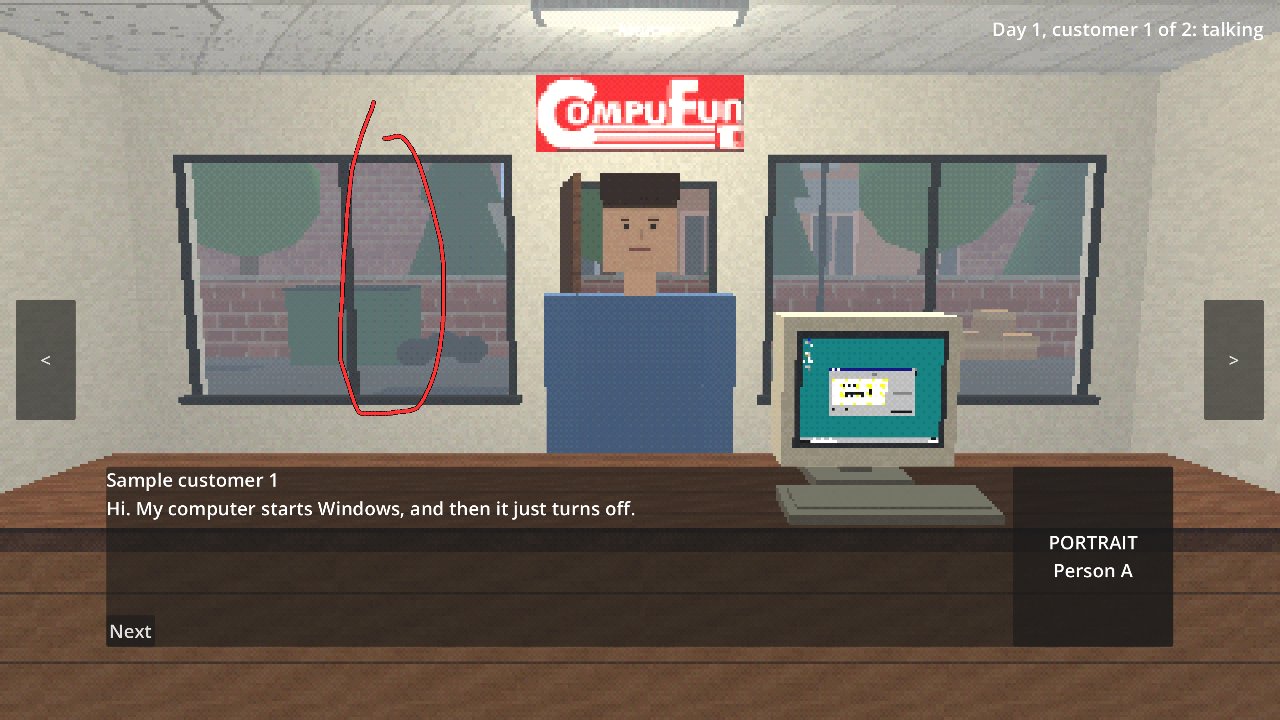 Day 1, customer 1 of 2: talking
COMPUFUN
<
>
Sample customer 1
Hi. My computer starts Windows, and then it just turns off.
PORTRAIT
Person A
Next